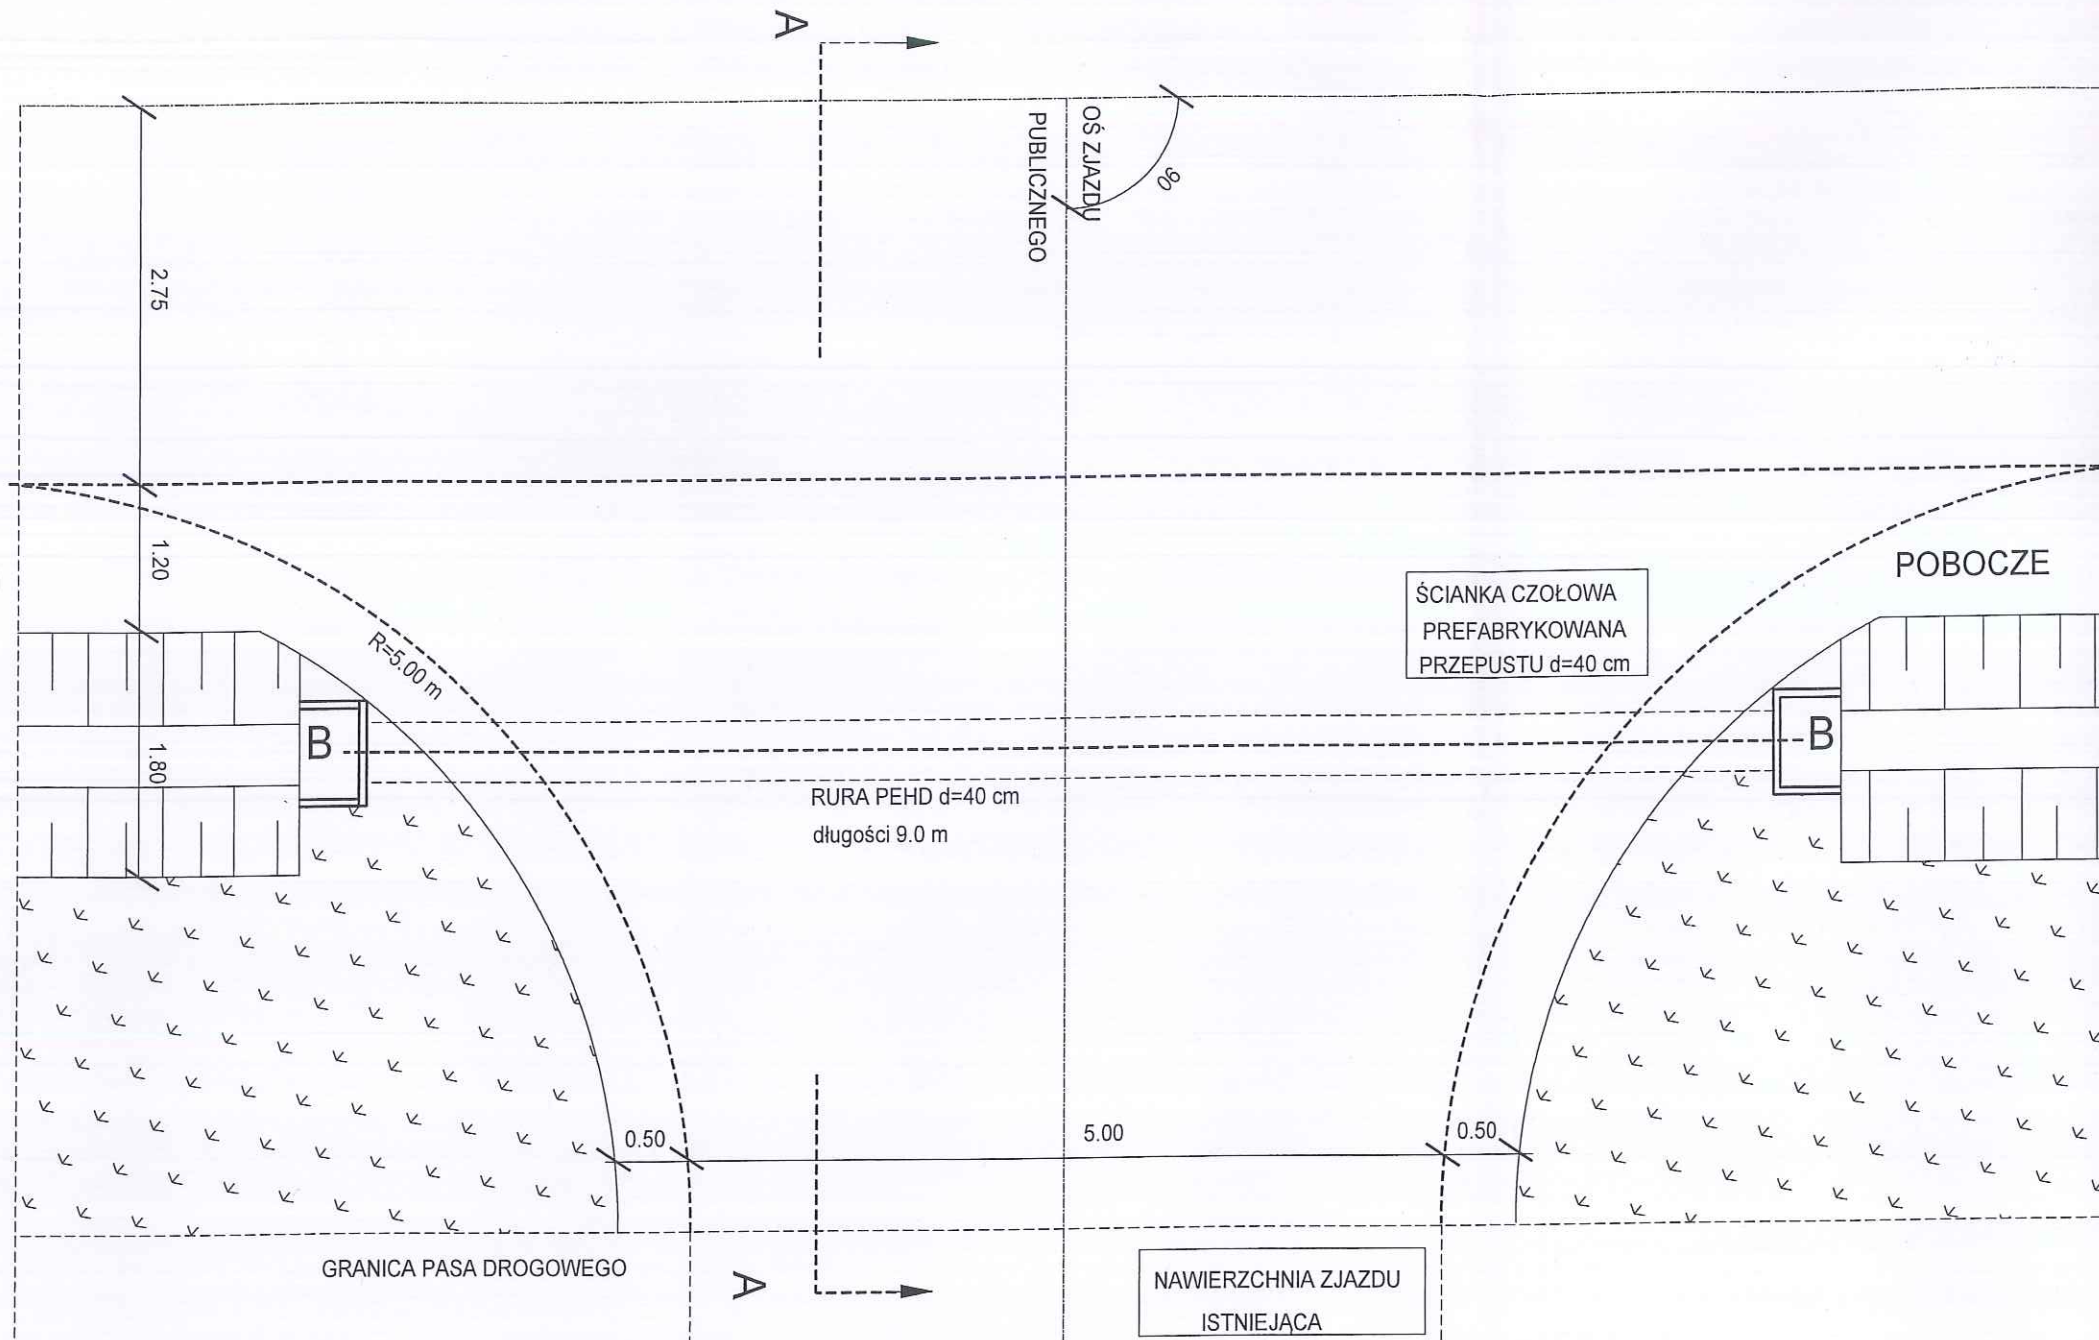 A
OŚ ZJAZDU
PUBLICZNEGO
90
2.75
1.20
POBOCZE
ŚCIANKA CZOŁOWA
PREFABRYKOWANA
PRZEPUSTU d=40 cm
R=5.00 m
B
B
1.80
RURA PEHD d=40 cm
długości 9.0 m
0.50
5.00
0.50
GRANICA PASA DROGOWEGO
A
NAWIERZCHNIA ZJAZDU
ISTNIEJĄCA